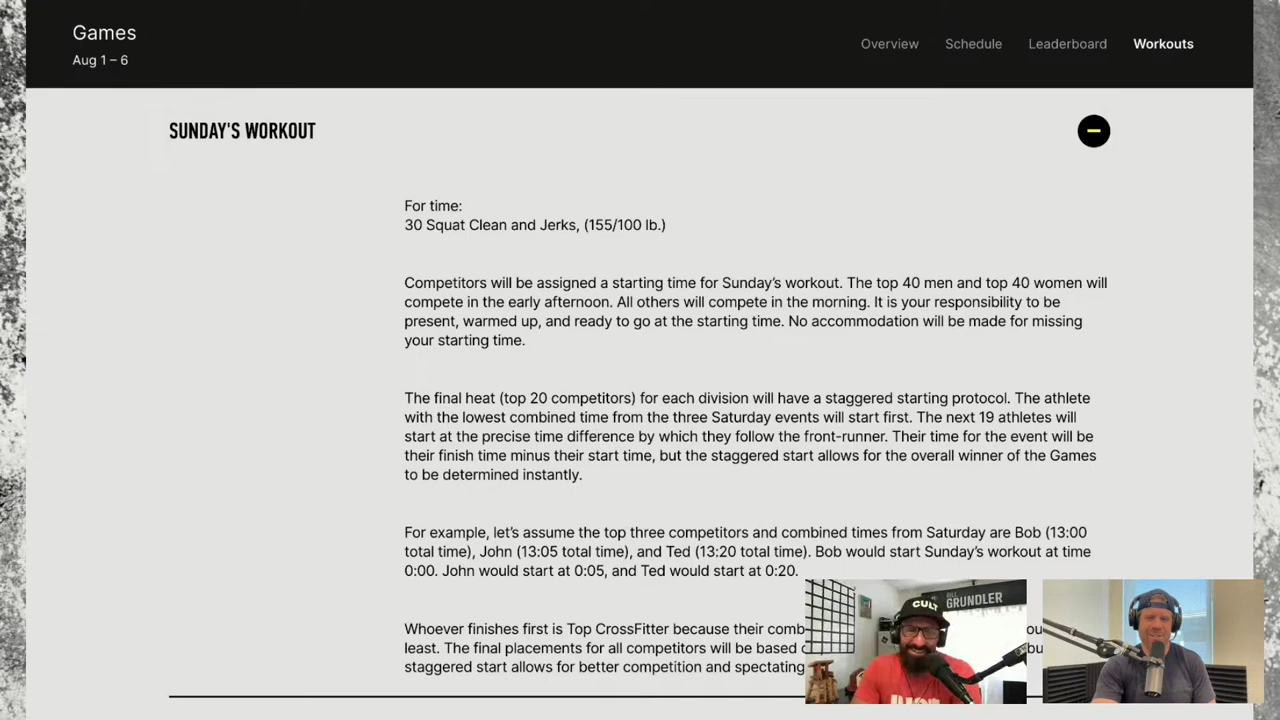 Games
Aug 1 – 6
Overview Schedule Leaderboard Workouts
SUNDAY'S WORKOUT
For time:
30 Squat Clean and Jerks, (155/100 lb.)
Competitors will be assigned a starting time for Sunday’s workout. The top 40 men and top 40 women will
compete in the early afternoon. All others will compete in the morning. It is your responsibility to be
present, warmed up, and ready to go at the starting time. No accommodation will be made for missing
your starting time.
The final heat (top 20 competitors) for each division will have a staggered starting protocol. The athlete
with the lowest combined time from the three Saturday events will start first. The next 19 athletes will
start at the precise time difference by which they follow the front-runner. Their time for the event will be
their finish time minus their start time, but the staggered start allows for the overall winner of the Games
to be determined instantly.
For example, let’s assume the top three competitors and combined times from Saturday are Bob (13:00
total time), John (13:05 total time), and Ted (13:20 total time). Bob would start Sunday’s workout at time
0:00. John would start at 0:05, and Ted would start at 0:20.
Whoever finishes first is Top CrossFitter because their comb
least. The final placements for all competitors will be based
staggered start allows for better competition and spectating
BILL
GRUNDLER
CULT